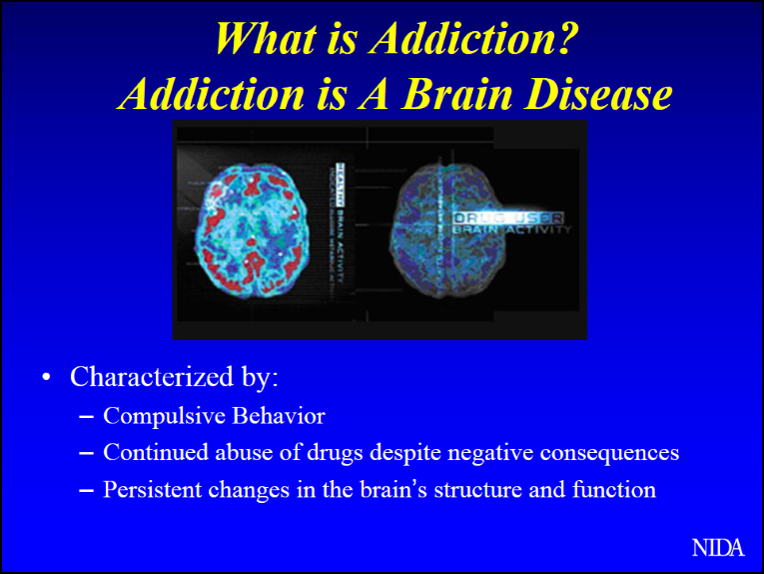 What is Addiction?
Addiction is A Brain Disease
HEALTHY BRAIN ACTIVITY
DRUG USER
BRAIN ACTIVITY
• Characterized by:
– Compulsive Behavior
– Continued abuse of drugs despite negative consequences
– Persistent changes in the brain’s structure and function
NIDA